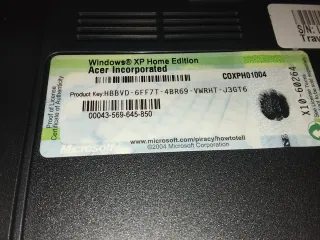 Windows® XP Home Edition
Acer Incorporated
COXPH01004
Product Key: HBBVD-6FF7T-4BR69-VWRHT-J3GT6
00043-569-645-850
X10-60264
Proof of License
Certificate of Authenticity
Microsoft
www.microsoft.com/piracy/howtotell
©2004 Microsoft Corporation